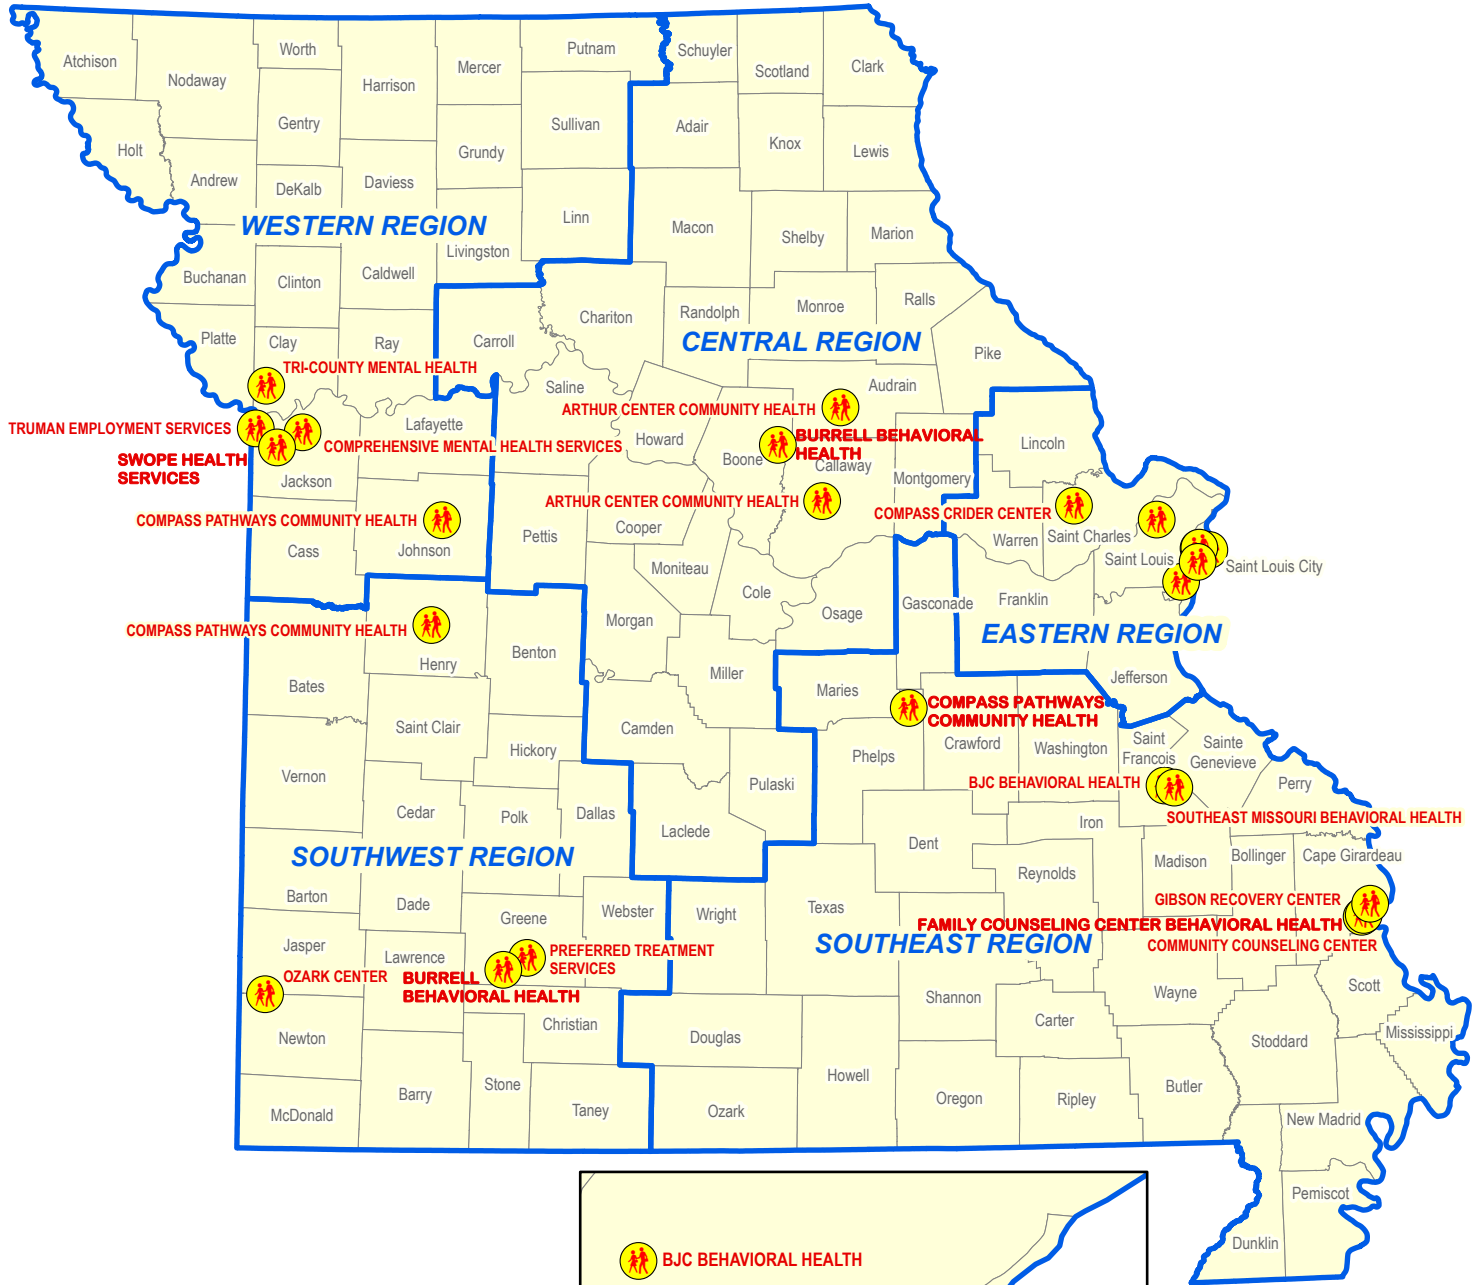 Atchison
Nodaway
Worth
Harrison
Mercer
Putnam
Schuyler
Scotland
Clark
Holt
Andrew
Gentry
DeKalb
Daviess
Grundy
Sullivan
Adair
Knox
Lewis
WESTERN REGION
Livingston
Linn
Macon
Shelby
Marion
Buchanan
Clinton
Caldwell
Chariton
Randolph
Monroe
Ralls
Platte
Clay
Ray
Carroll
CENTRAL REGION
Pike
TRI-COUNTY MENTAL HEALTH
Saline
Audrain
ARTHUR CENTER COMMUNITY HEALTH
TRUMAN EMPLOYMENT SERVICES
Lafayette
COMPREHENSIVE MENTAL HEALTH SERVICES
Howard
Boone
BURRELL BEHAVIORAL
HEALTH
Callaway
Lincoln
SWOPE HEALTH
SERVICES
Jackson
Montgomery
ARTHUR CENTER COMMUNITY HEALTH
COMPASS CRIDER CENTER
COMPASS PATHWAYS COMMUNITY HEALTH
Johnson
Cass
Pettis
Cooper
Moniteau
Warren
Saint Charles
Saint Louis
Saint Louis City
Cole
Osage
Gasconade
Franklin
Morgan
COMPASS PATHWAYS COMMUNITY HEALTH
Henry
Benton
EASTERN REGION
Bates
Miller
Maries
Jefferson
COMPASS PATHWAYS
COMMUNITY HEALTH
Saint Clair
Hickory
Camden
Phelps
Crawford
Washington
Saint
Francois
Sainte
Genevieve
Vernon
Pulaski
BJC BEHAVIORAL HEALTH
Perry
Cedar
Polk
Dallas
Laclede
SOUTHEAST MISSOURI BEHAVIORAL HEALTH
Iron
Dent
SOUTHWEST REGION
Reynolds
Madison
Bollinger
Cape Girardeau
Barton
Dade
Greene
Webster
Wright
Texas
GIBSON RECOVERY CENTER
FAMILY COUNSELING CENTER BEHAVIORAL HEALTH
SOUTHEAST REGION
COMMUNITY COUNSELING CENTER
Jasper
Lawrence
PREFERRED TREATMENT
SERVICES
OZARK CENTER
BURRELL
BEHAVIORAL HEALTH
Shannon
Wayne
Scott
Newton
Christian
Douglas
Carter
Stoddard
Mississippi
McDonald
Barry
Stone
Taney
Ozark
Howell
Oregon
Ripley
Butler
New Madrid
Pemiscot
Dunklin
BJC BEHAVIORAL HEALTH